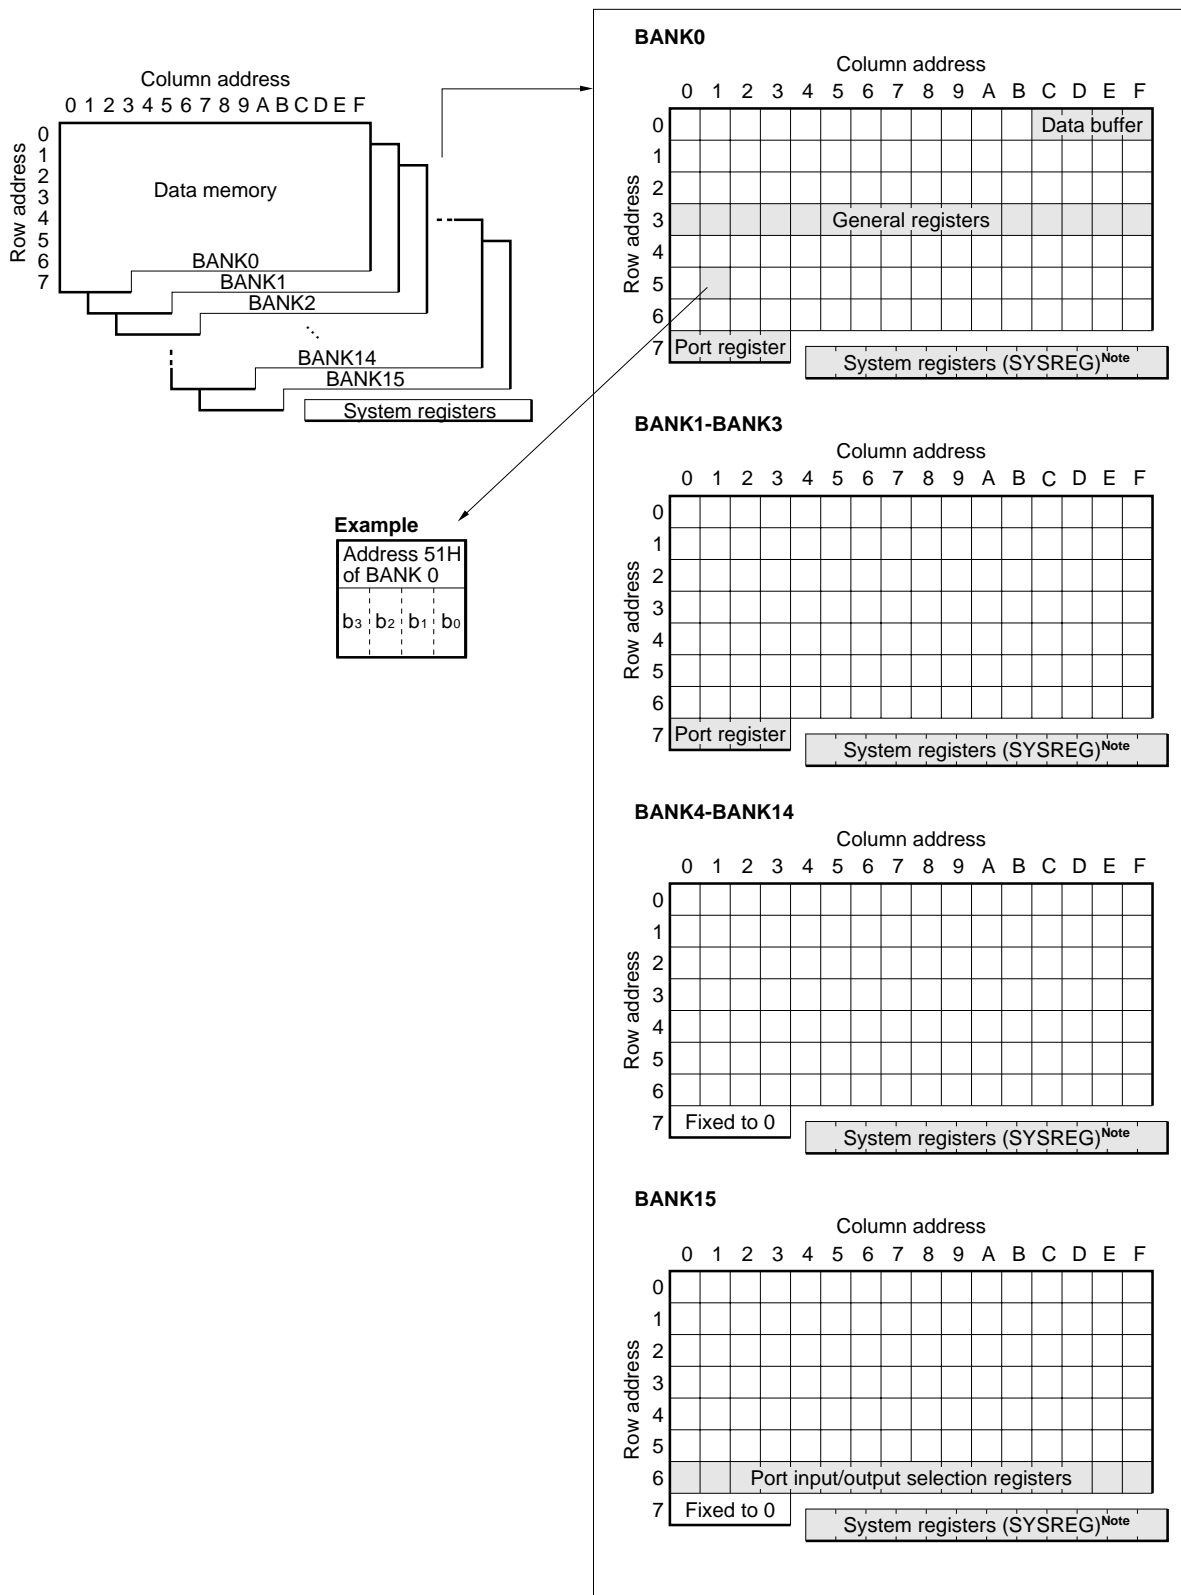 Column address
0 1 2 3 4 5 6 7 8 9 A B C D E F
Row address
0
1
2
3
4
5
6
7
Data memory
BANK0
BANK1
BANK2
BANK14
BANK15
System registers
Example
Address 51H
of BANK 0
b3 b2 b1 b0
BANK0
Column address
0 1 2 3 4 5 6 7 8 9 A B C D E F
Row address
0 Data buffer
1
2
3 General registers
4
5
6
7 Port register System registers (SYSREG)Note
BANK1-BANK3
Column address
0 1 2 3 4 5 6 7 8 9 A B C D E F
Row address
0
1
2
3
4
5
6
7 Port register System registers (SYSREG)Note
BANK4-BANK14
Column address
0 1 2 3 4 5 6 7 8 9 A B C D E F
Row address
0
1
2
3
4
5
6
7 Fixed to 0 System registers (SYSREG)Note
BANK15
Column address
0 1 2 3 4 5 6 7 8 9 A B C D E F
Row address
0
1
2
3
4
5
6 Port input/output selection registers
7 Fixed to 0 System registers (SYSREG)Note